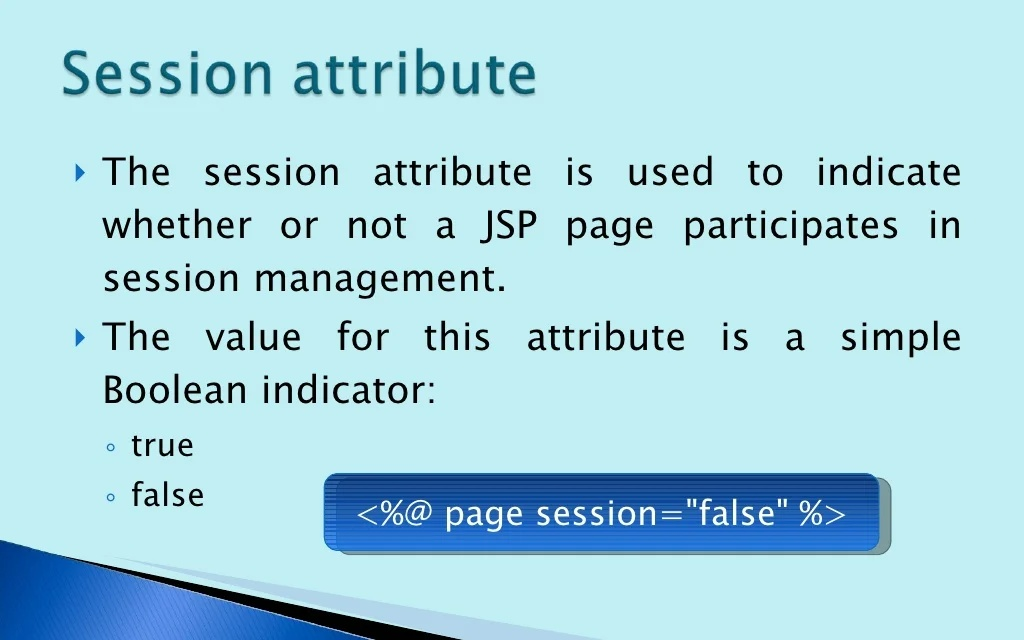 Session attribute
The session attribute is used to indicate
whether or not a JSP page participates in
session management.
The value for this attribute is a simple
Boolean indicator:
true
false
<%@ page session="false" %>